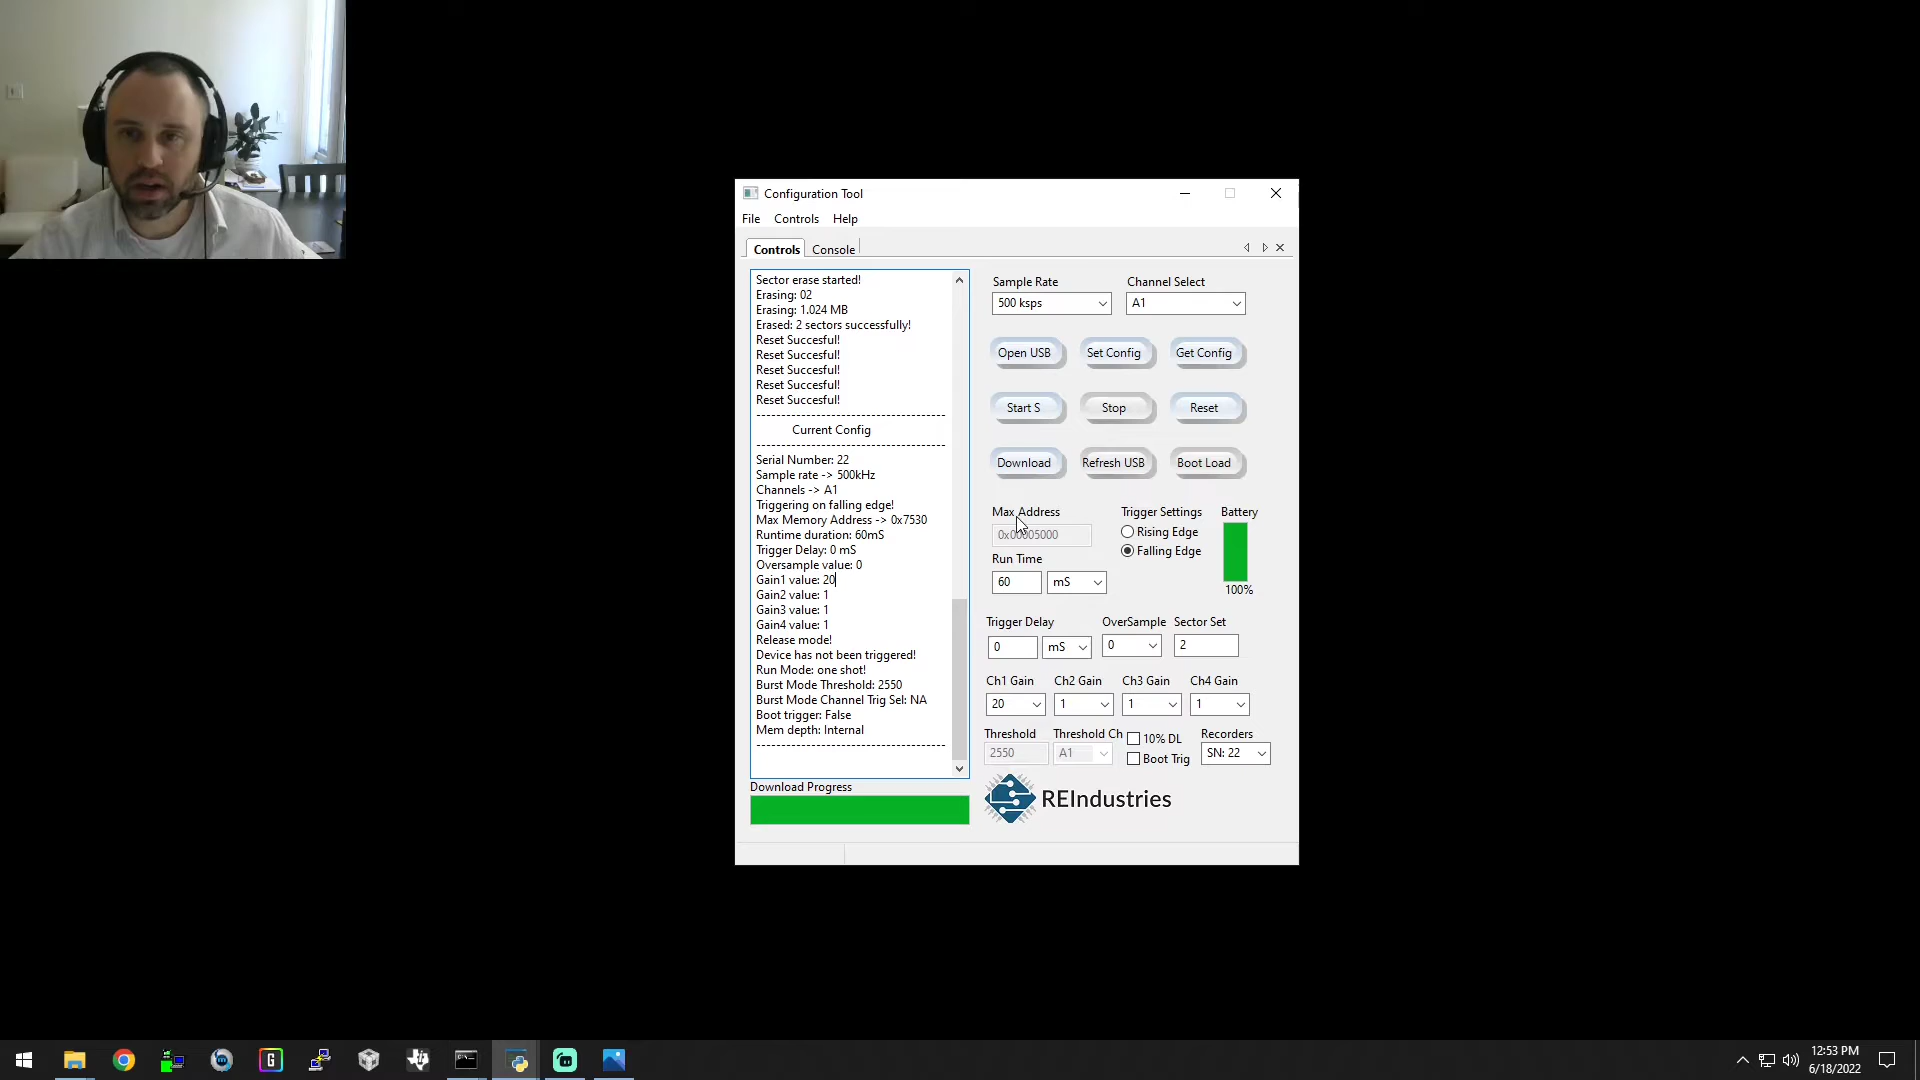 Configuration Tool
File Controls Help
Controls Console
Sector erase started!
Erasing: 02
Erasing: 1.024 MB
Erased: 2 sectors successfully!
Reset Succesful!
Reset Succesful!
Reset Succesful!
Reset Succesful!
Reset Succesful!
----------------------------------------------
Current Config
----------------------------------------------
Serial Number: 22
Sample rate -> 500kHz
Channels -> A1
Triggering on falling edge!
Max Memory Address -> 0x7530
Runtime duration: 60mS
Trigger Delay: 0 mS
Oversample value: 0
Gain1 value: 20
Gain2 value: 1
Gain3 value: 1
Gain4 value: 1
Release mode!
Device has not been triggered!
Run Mode: one shot!
Burst Mode Threshold: 2550
Burst Mode Channel Trig Sel: NA
Boot trigger: False
Mem depth: Internal
----------------------------------------------
Download Progress
Sample Rate Channel Select
500 ksps A1
Open USB Set Config Get Config
Start S Stop Reset
Download Refresh USB Boot Load
Max Address Trigger Settings Battery
0x00005000 Rising Edge
Run Time Falling Edge
60 mS 100%
Trigger Delay OverSample Sector Set
0 mS 0 2
Ch1 Gain Ch2 Gain Ch3 Gain Ch4 Gain
20 1 1 1
Threshold Threshold Ch 10% DL Recorders
2550 A1 Boot Trig SN: 22
REIndustries
G
12:53 PM
6/18/2022